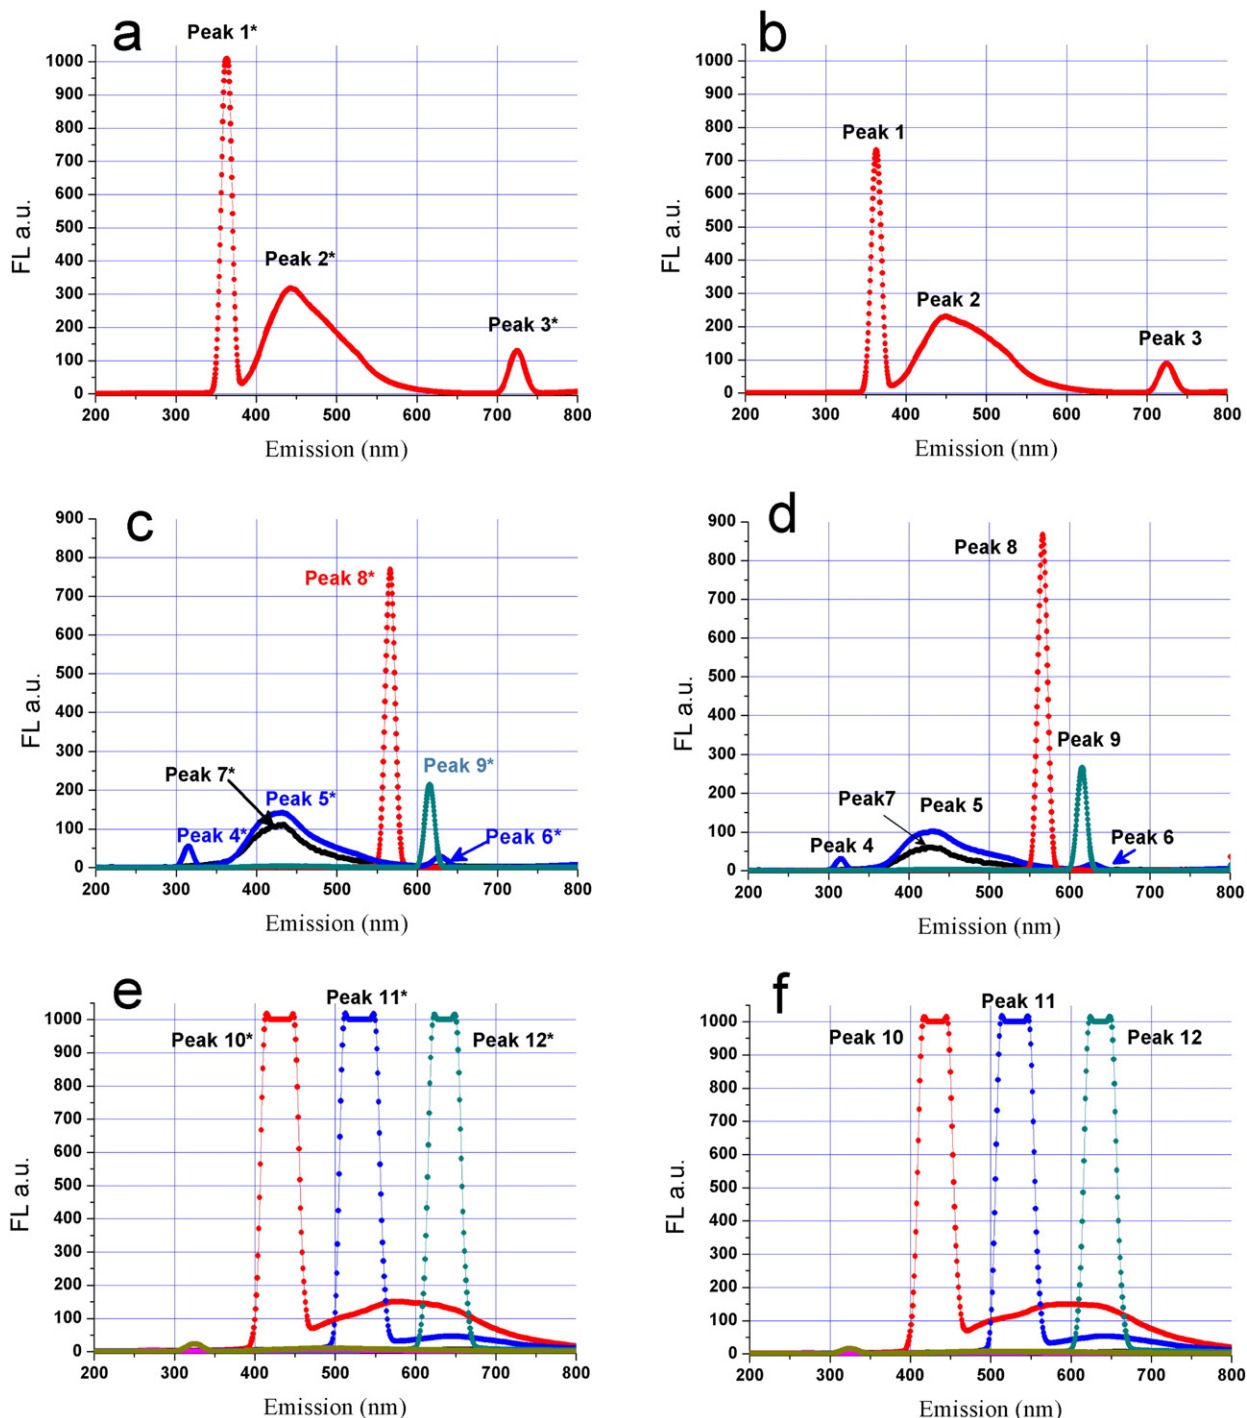 a
Peak 1*
1000
900
800
700
600
500
400
300
200
100
0
FL a.u.
Peak 2*
Peak 3*
200 300 400 500 600 700 800
Emission (nm)
b
Peak 1
1000
900
800
700
600
500
400
300
200
100
0
FL a.u.
Peak 2
Peak 3
200 300 400 500 600 700 800
Emission (nm)
c
900
800
700
600
500
400
300
200
100
0
FL a.u.
Peak 8*
Peak 7*
Peak 9*
Peak 5*
Peak 4*
Peak 6*
200 300 400 500 600 700 800
Emission (nm)
d
900
800
700
600
500
400
300
200
100
0
FL a.u.
Peak 8
Peak 9
Peak7
Peak 5
Peak 4
Peak 6
200 300 400 500 600 700 800
Emission (nm)
e
Peak 11*
1000
900
800
700
600
500
400
300
200
100
0
FL a.u.
Peak 10*
Peak 12*
200 300 400 500 600 700 800
Emission (nm)
f
Peak 11
1000
900
800
700
600
500
400
300
200
100
0
FL a.u.
Peak 10
Peak 12
200 300 400 500 600 700 800
Emission (nm)